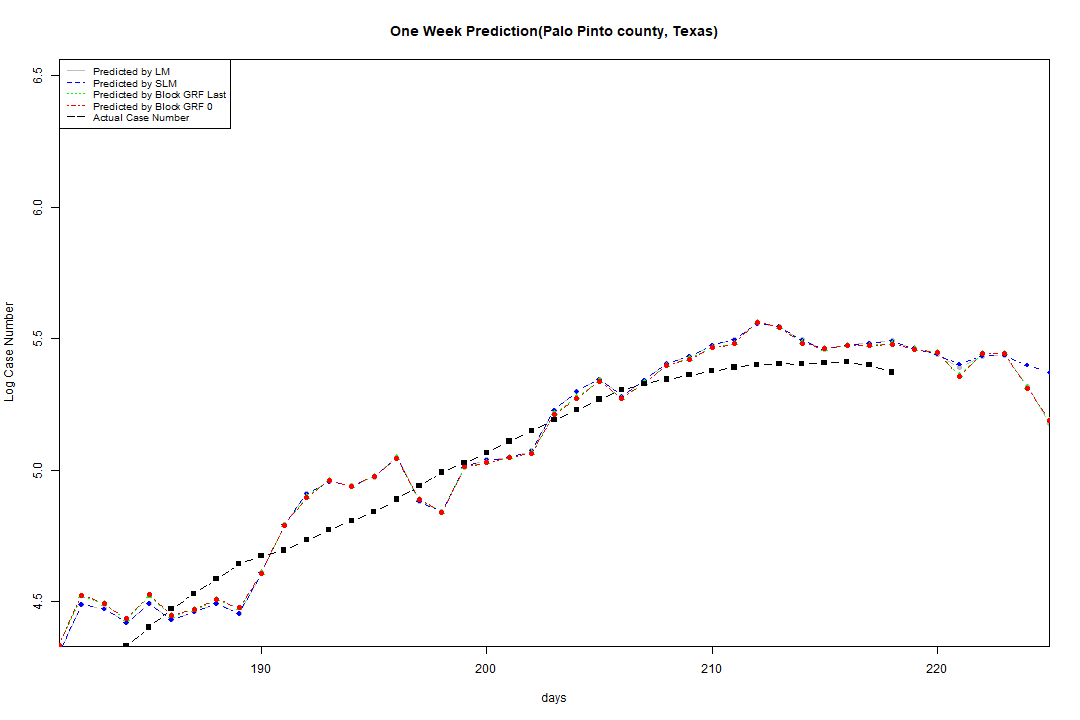 One Week Prediction(Palo Pinto county, Texas)
Predicted by LM
Predicted by SLM
Predicted by Block GRF Last
Predicted by Block GRF 0
Actual Case Number
6.5
6.0
5.5
5.0
4.5
Log Case Number
190 200 210 220
days